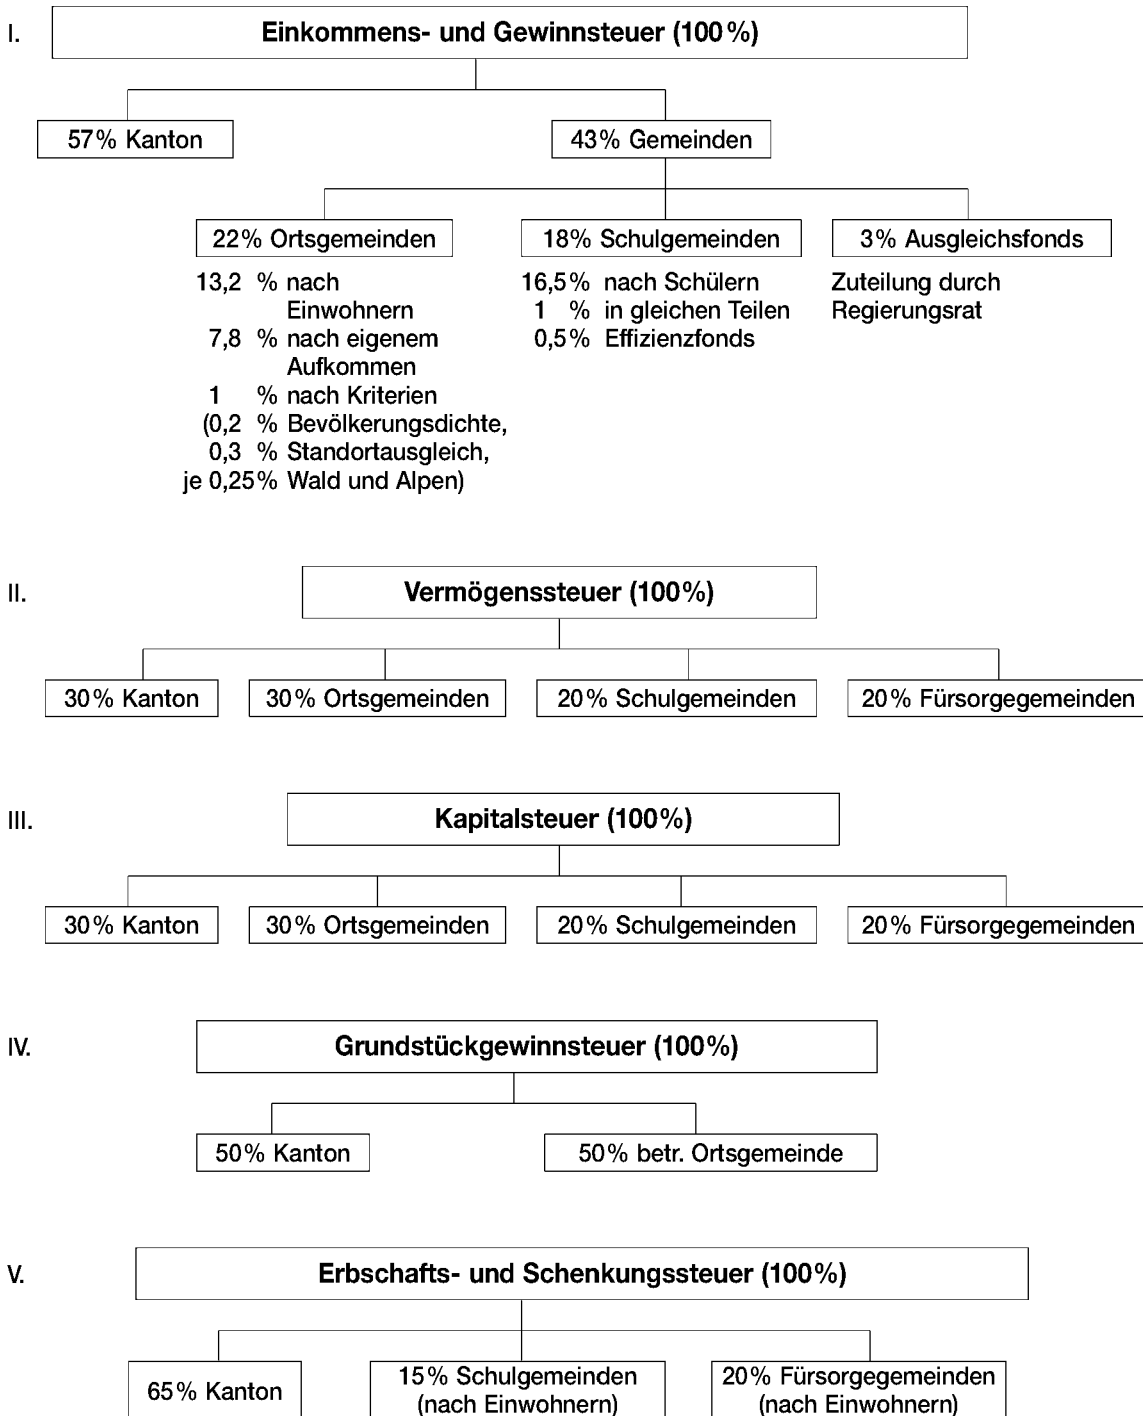 I. Einkommens- und Gewinnsteuer (100%)
57% Kanton
43% Gemeinden
22% Ortsgemeinden
13,2 % nach
Einwohnern
7,8 % nach eigenem
Aufkommen
1 % nach Kriterien
(0,2 % Bevölkerungsdichte,
0,3 % Standortausgleich,
je 0,25% Wald und Alpen)
18% Schulgemeinden
16,5% nach Schülern
1 % in gleichen Teilen
0,5% Effizienzfonds
3% Ausgleichsfonds
Zuteilung durch
Regierungsrat
II. Vermögenssteuer (100%)
30% Kanton
30% Ortsgemeinden
20% Schulgemeinden
20% Fürsorgegemeinden
III. Kapitalsteuer (100%)
30% Kanton
30% Ortsgemeinden
20% Schulgemeinden
20% Fürsorgegemeinden
IV. Grundstückgewinnsteuer (100%)
50% Kanton
50% betr. Ortsgemeinde
V. Erbschafts- und Schenkungssteuer (100%)
65% Kanton
15% Schulgemeinden
(nach Einwohnern)
20% Fürsorgegemeinden
(nach Einwohnern)